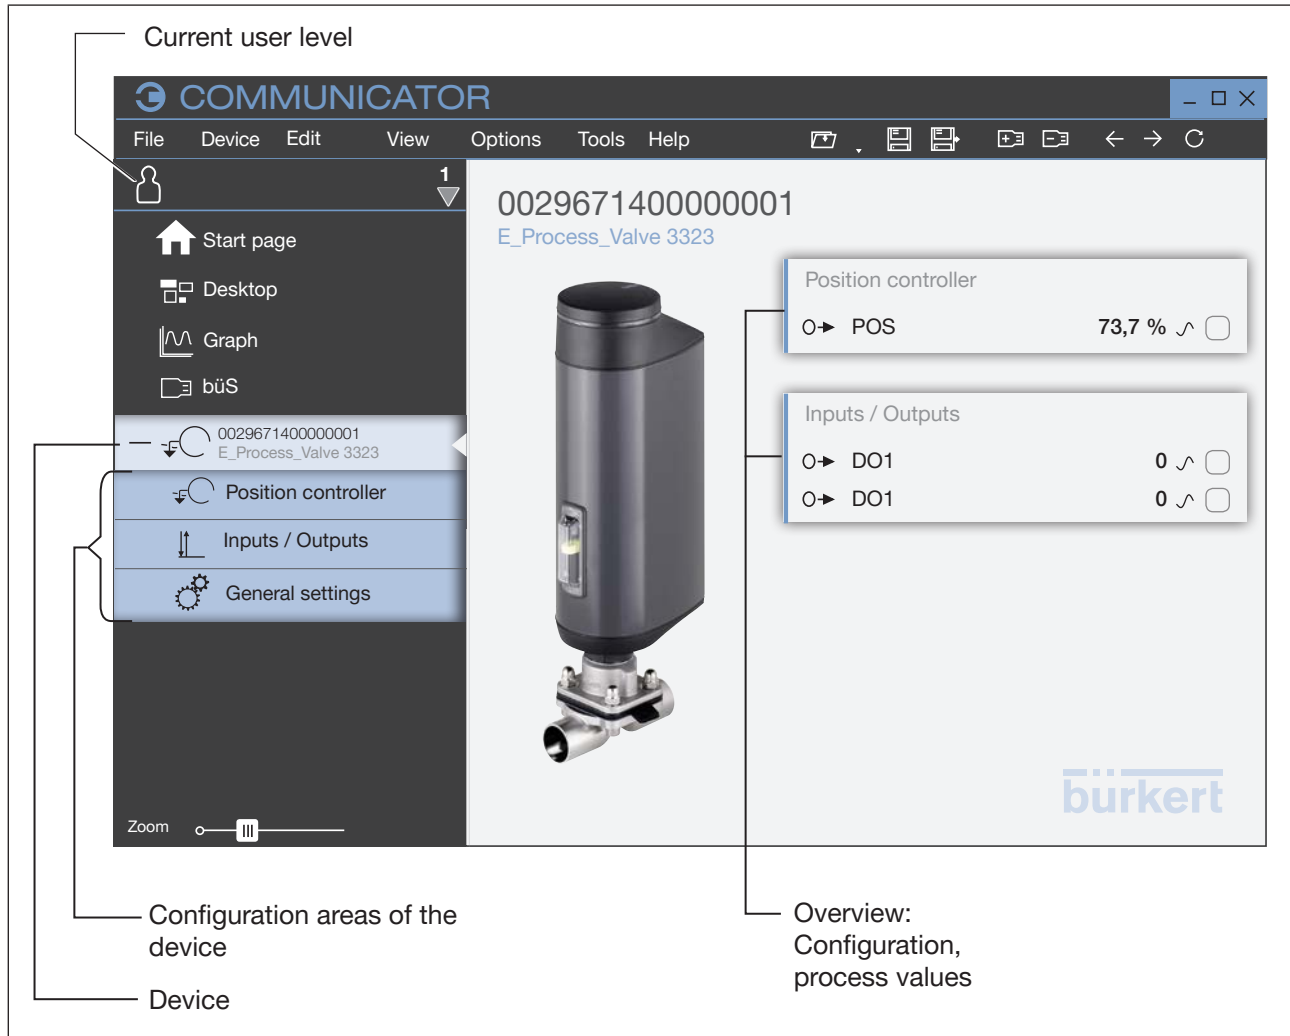 Current user level
COMMUNICATOR
File Device Edit View Options Tools Help
1
Start page
Desktop
Graph
büS
0029671400000001
E_Process_Valve 3323
Position controller
Inputs / Outputs
General settings
Zoom
0029671400000001
E_Process_Valve 3323
Position controller
POS 73,7 %
Inputs / Outputs
DO1 0
DO1 0
bürkert
Configuration areas of the
device
Device
Overview:
Configuration,
process values